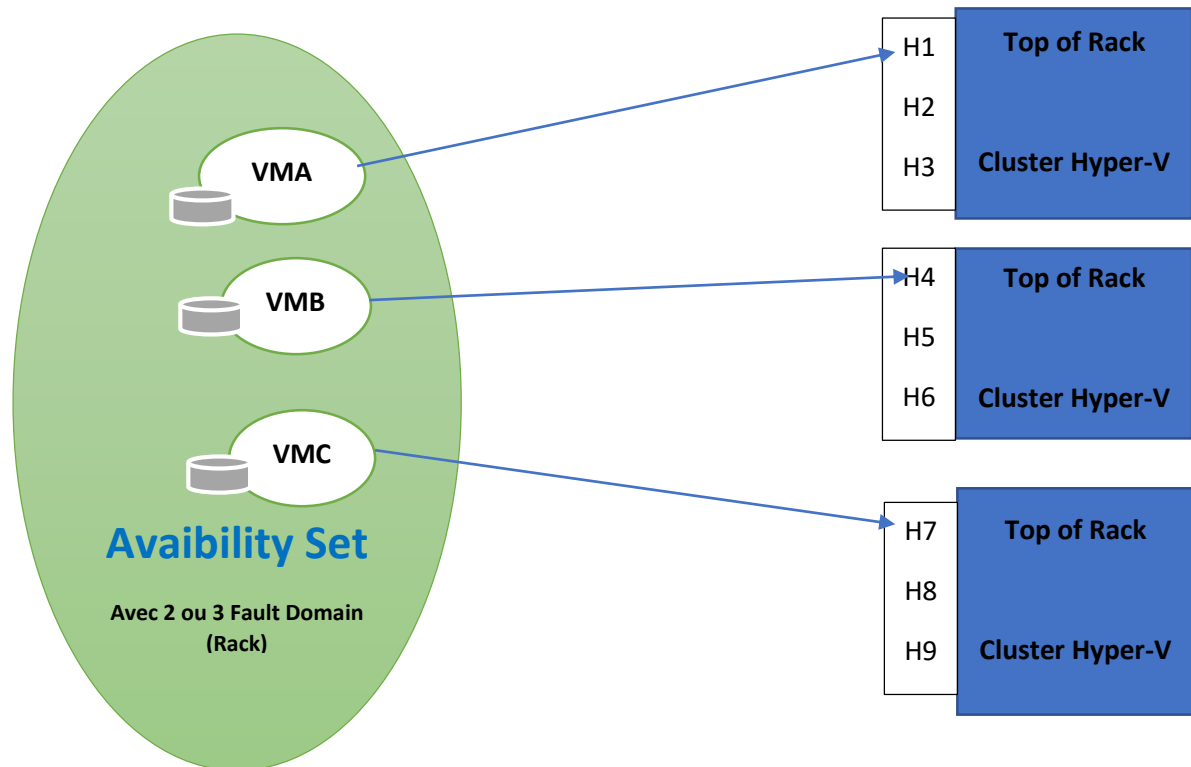 VMA
VMB
VMC
Avaibility Set
Avec 2 ou 3 Fault Domain
(Rack)
H1
H2
H3
Top of Rack
Cluster Hyper-V
H4
H5
H6
Top of Rack
Cluster Hyper-V
H7
H8
H9
Top of Rack
Cluster Hyper-V